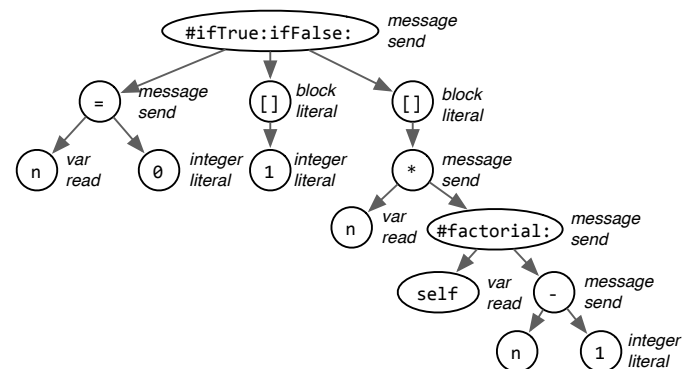 #ifTrue:ifFalse:
message
send
=
message
send
[]
block
literal
[]
block
literal
n
var
read
0
integer
literal
1
integer
literal
*
message
send
n
var
read
#factorial:
message
send
self
var
read
-
message
send
n
1
integer
literal